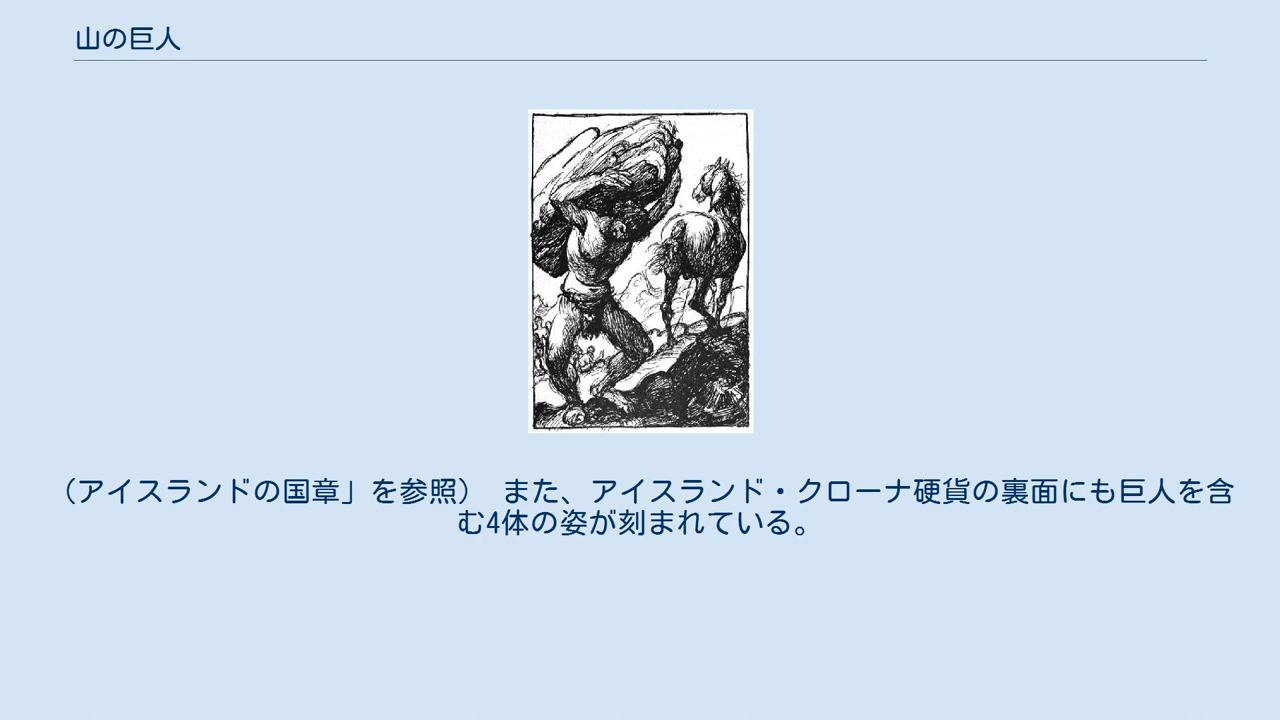 山の巨人
（アイスランドの国章」を参照）　また、アイスランド・クローナ硬貨の裏面にも巨人を含
む4体の姿が刻まれている。